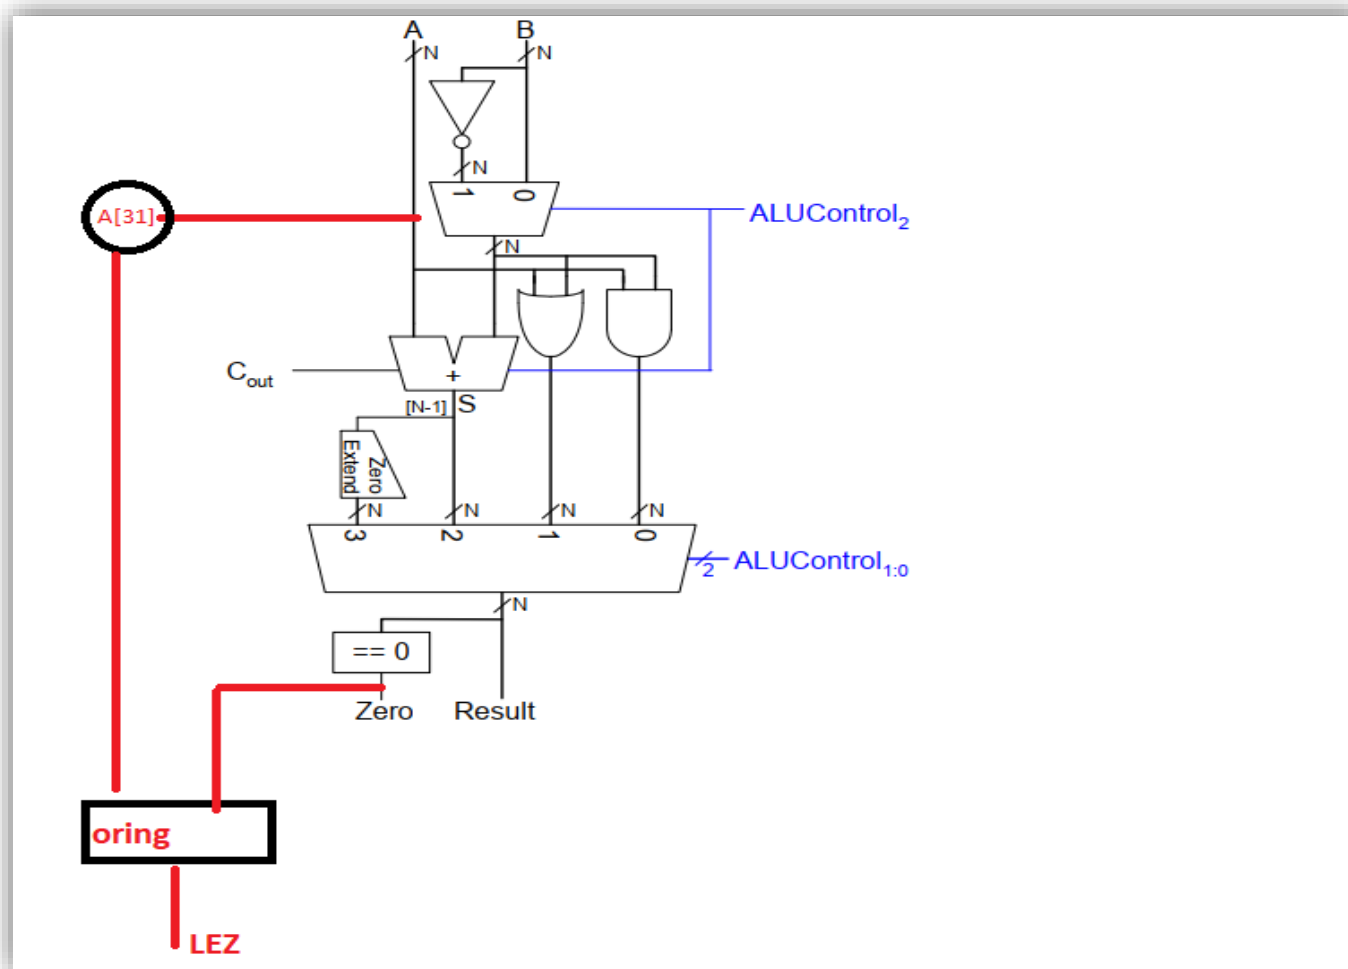 A B
N N
N
1 0
A[31]
ALUControl2
N
Cout
+
[N-1] S
Zero Extend
N N N N
3 2 1 0
2 ALUControl1:0
N
== 0
Zero Result
oring
LEZ